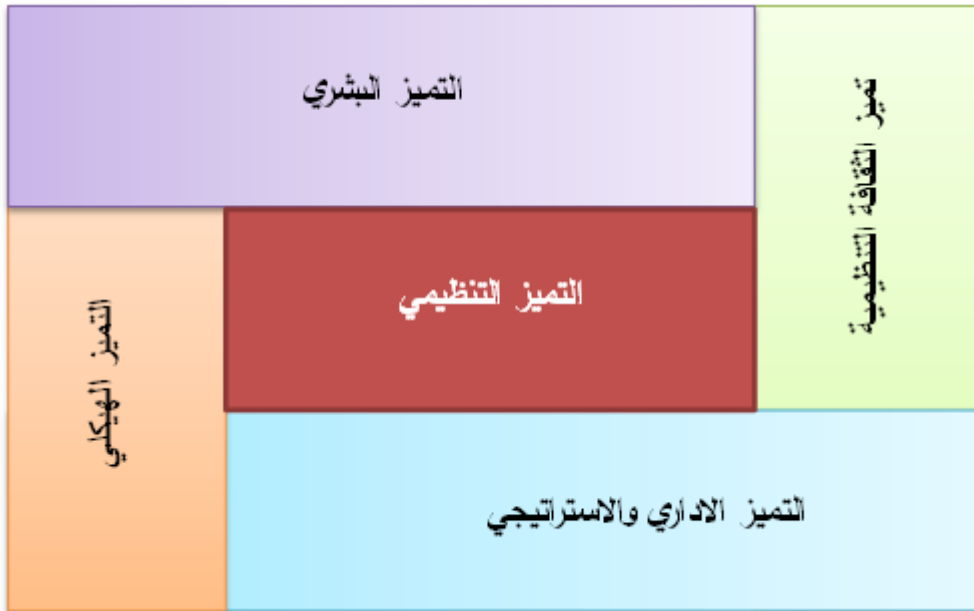 التميز البشري
تميز الثقافة التنظيمية
التميز التنظيمي
التميز الهيكلي
التميز الاداري والاستراتيجي